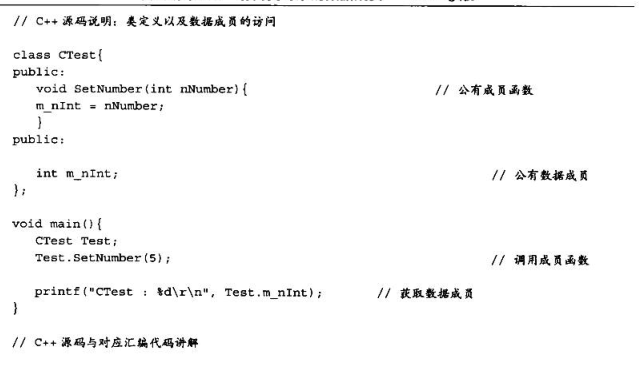 // C++ 源码说明：类定义以及数据成员的访问
class CTest{
public:
void SetNumber(int nNumber){ // 公有成员函数
m_nInt = nNumber;
}
public:
int m_nInt; // 公有数据成员
};
void main(){
CTest Test;
Test.SetNumber(5); // 调用成员函数
printf("CTest : %d\r\n", Test.m_nInt); // 获取数据成员
}
// C++ 源码与对应汇编代码讲解